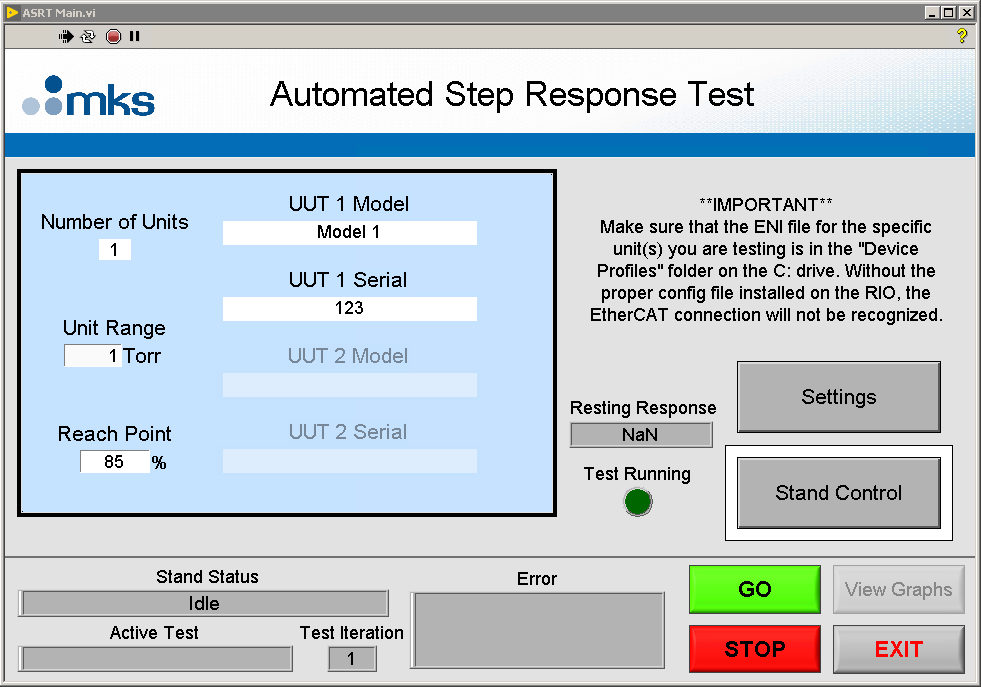 ASRT Main.vi
?
mks
Automated Step Response Test
Number of Units
1
Unit Range
1 Torr
Reach Point
85 %
UUT 1 Model
Model 1
UUT 1 Serial
123
UUT 2 Model
UUT 2 Serial
**IMPORTANT**
Make sure that the ENI file for the specific
unit(s) you are testing is in the "Device
Profiles" folder on the C: drive. Without the
proper config file installed on the RIO, the
EtherCAT connection will not be recognized.
Resting Response
NaN
Test Running
Settings
Stand Control
Stand Status
Idle
Active Test
Test Iteration
1
Error
GO
View Graphs
STOP
EXIT